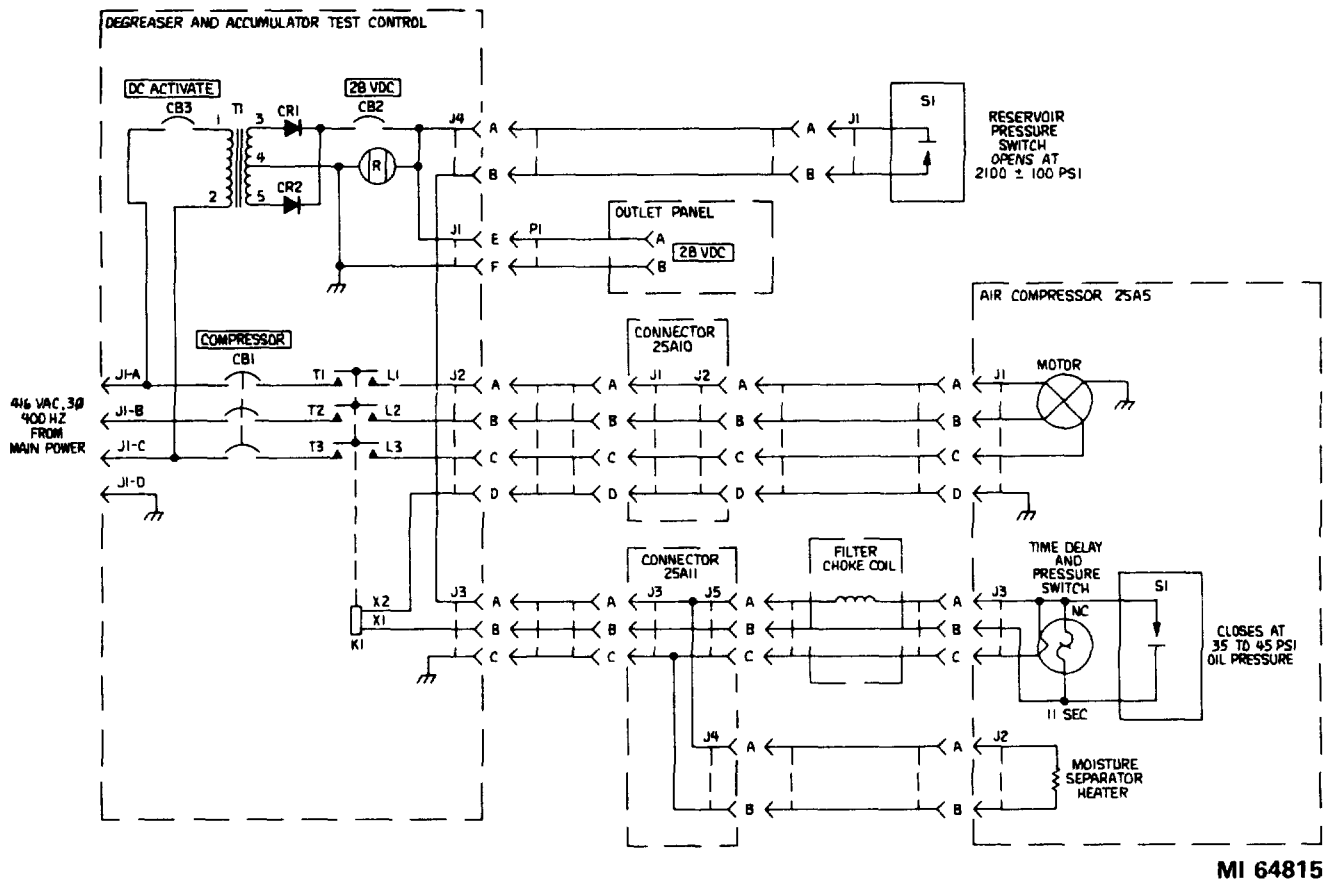 DEGREASER AND ACCUMULATOR TEST CONTROL
DC ACTIVATE
CB3
T1
1
2
3
4
5
CR1
CR2
28 VDC
CB2
R
J4
A
B
A
B
J1
S1
RESERVOIR
PRESSURE
SWITCH
OPENS AT
2100 ± 100 PSI
J1
E
F
P1
OUTLET PANEL
A
B
28 VDC
COMPRESSOR
CB1
416 VAC, 3Ø
400 HZ
FROM
MAIN POWER
J1-A
J1-B
J1-C
J1-D
T1
T2
T3
L1
L2
L3
J2
A
B
C
D
A
B
C
D
CONNECTOR
25A10
J1
J2
A
B
C
D
A
B
C
D
AIR COMPRESSOR 25A5
J1
MOTOR
X2
X1
K1
J3
A
B
C
A
B
C
CONNECTOR
25A11
J3
J5
A
B
C
FILTER
CHOKE COIL
A
B
C
J3
TIME DELAY
AND
PRESSURE
SWITCH
NC
11 SEC
S1
CLOSES AT
35 TO 45 PSI
OIL PRESSURE
J4
A
B
A
B
J2
MOISTURE
SEPARATOR
HEATER
MI 64815